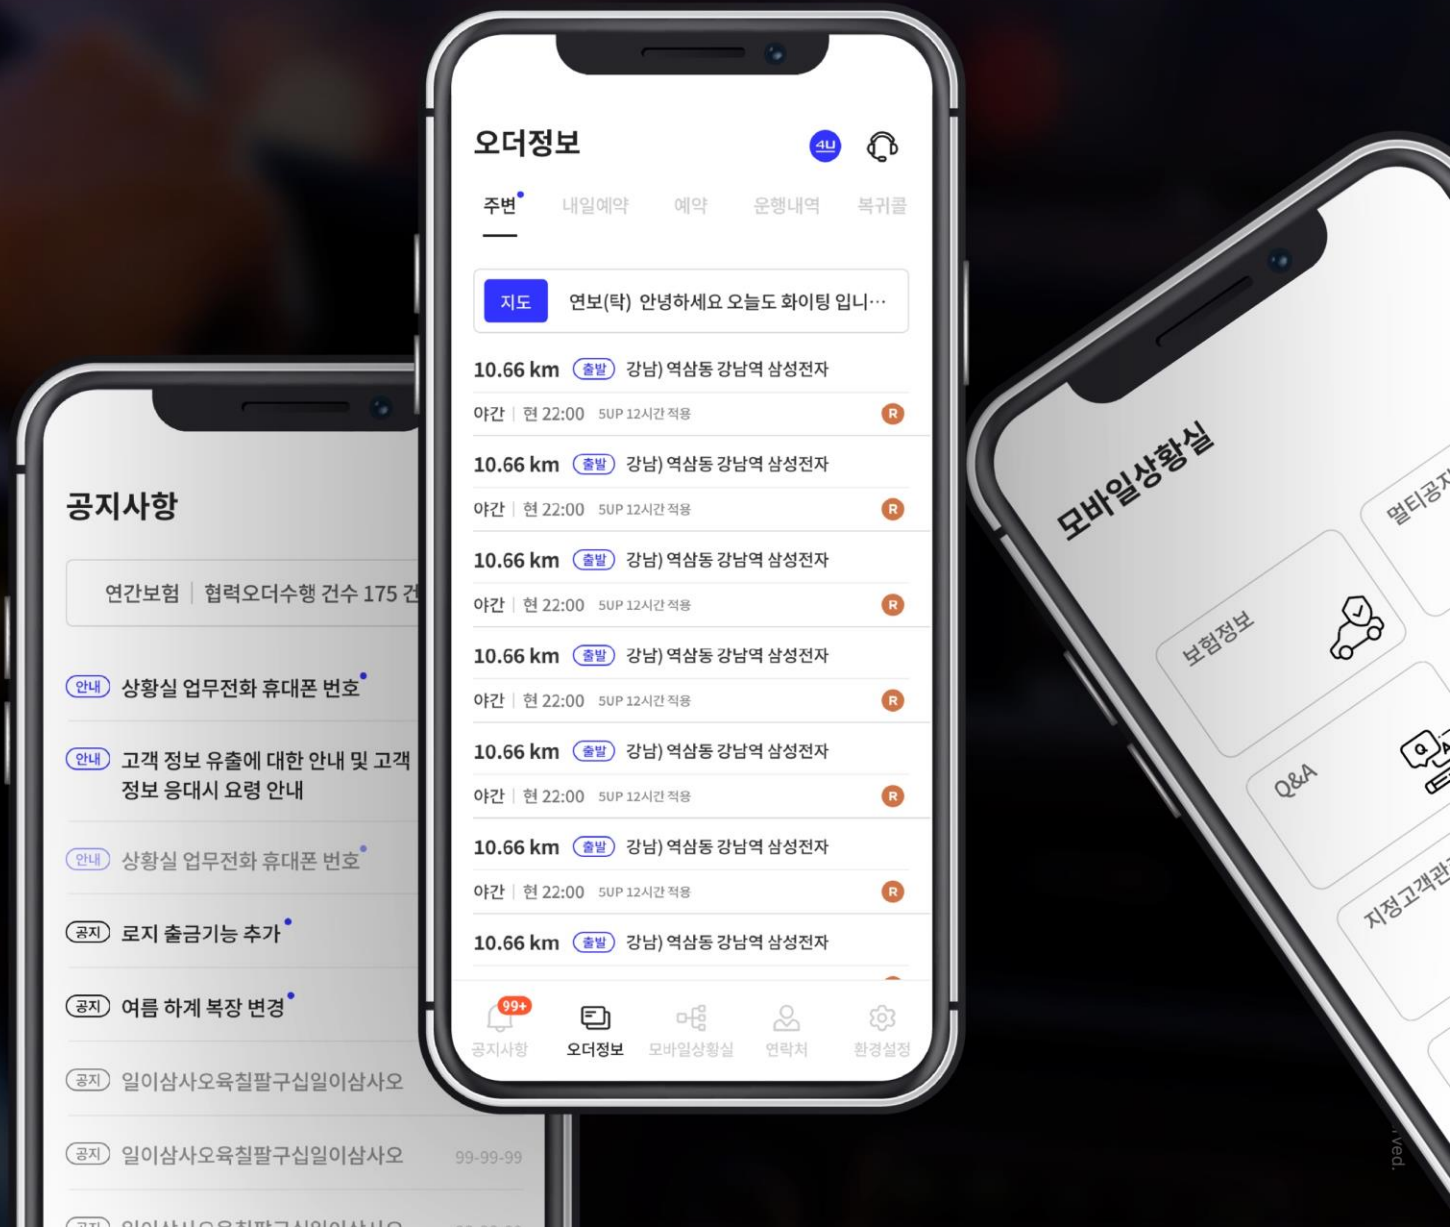 오더정보
4U
주변 내일예약 예약 운행내역 복귀콜
지도 연보(탁) 안녕하세요 오늘도 화이팅 입니···
10.66 km 출발 강남) 역삼동 강남역 삼성전자
야간 | 현 22:00 5UP 12시간 적용 R
10.66 km 출발 강남) 역삼동 강남역 삼성전자
야간 | 현 22:00 5UP 12시간 적용 R
10.66 km 출발 강남) 역삼동 강남역 삼성전자
야간 | 현 22:00 5UP 12시간 적용 R
10.66 km 출발 강남) 역삼동 강남역 삼성전자
야간 | 현 22:00 5UP 12시간 적용 R
10.66 km 출발 강남) 역삼동 강남역 삼성전자
야간 | 현 22:00 5UP 12시간 적용 R
10.66 km 출발 강남) 역삼동 강남역 삼성전자
야간 | 현 22:00 5UP 12시간 적용 R
10.66 km 출발 강남) 역삼동 강남역 삼성전자
99+
공지사항 오더정보 모바일상황실 연락처 환경설정
공지사항
연간보험 | 협력오더수행 건수 175 건
안내 상황실 업무전화 휴대폰 번호
안내 고객 정보 유출에 대한 안내 및 고객
정보 응대시 요령 안내
안내 상황실 업무전화 휴대폰 번호
공지 로지 출금기능 추가
공지 여름 하계 복장 변경
공지 일이삼사오육칠팔구십일이삼사오
공지 일이삼사오육칠팔구십일이삼사오 99-99-99
모바일상황실
멀티공지
보험정보
Q&A
지정고객관